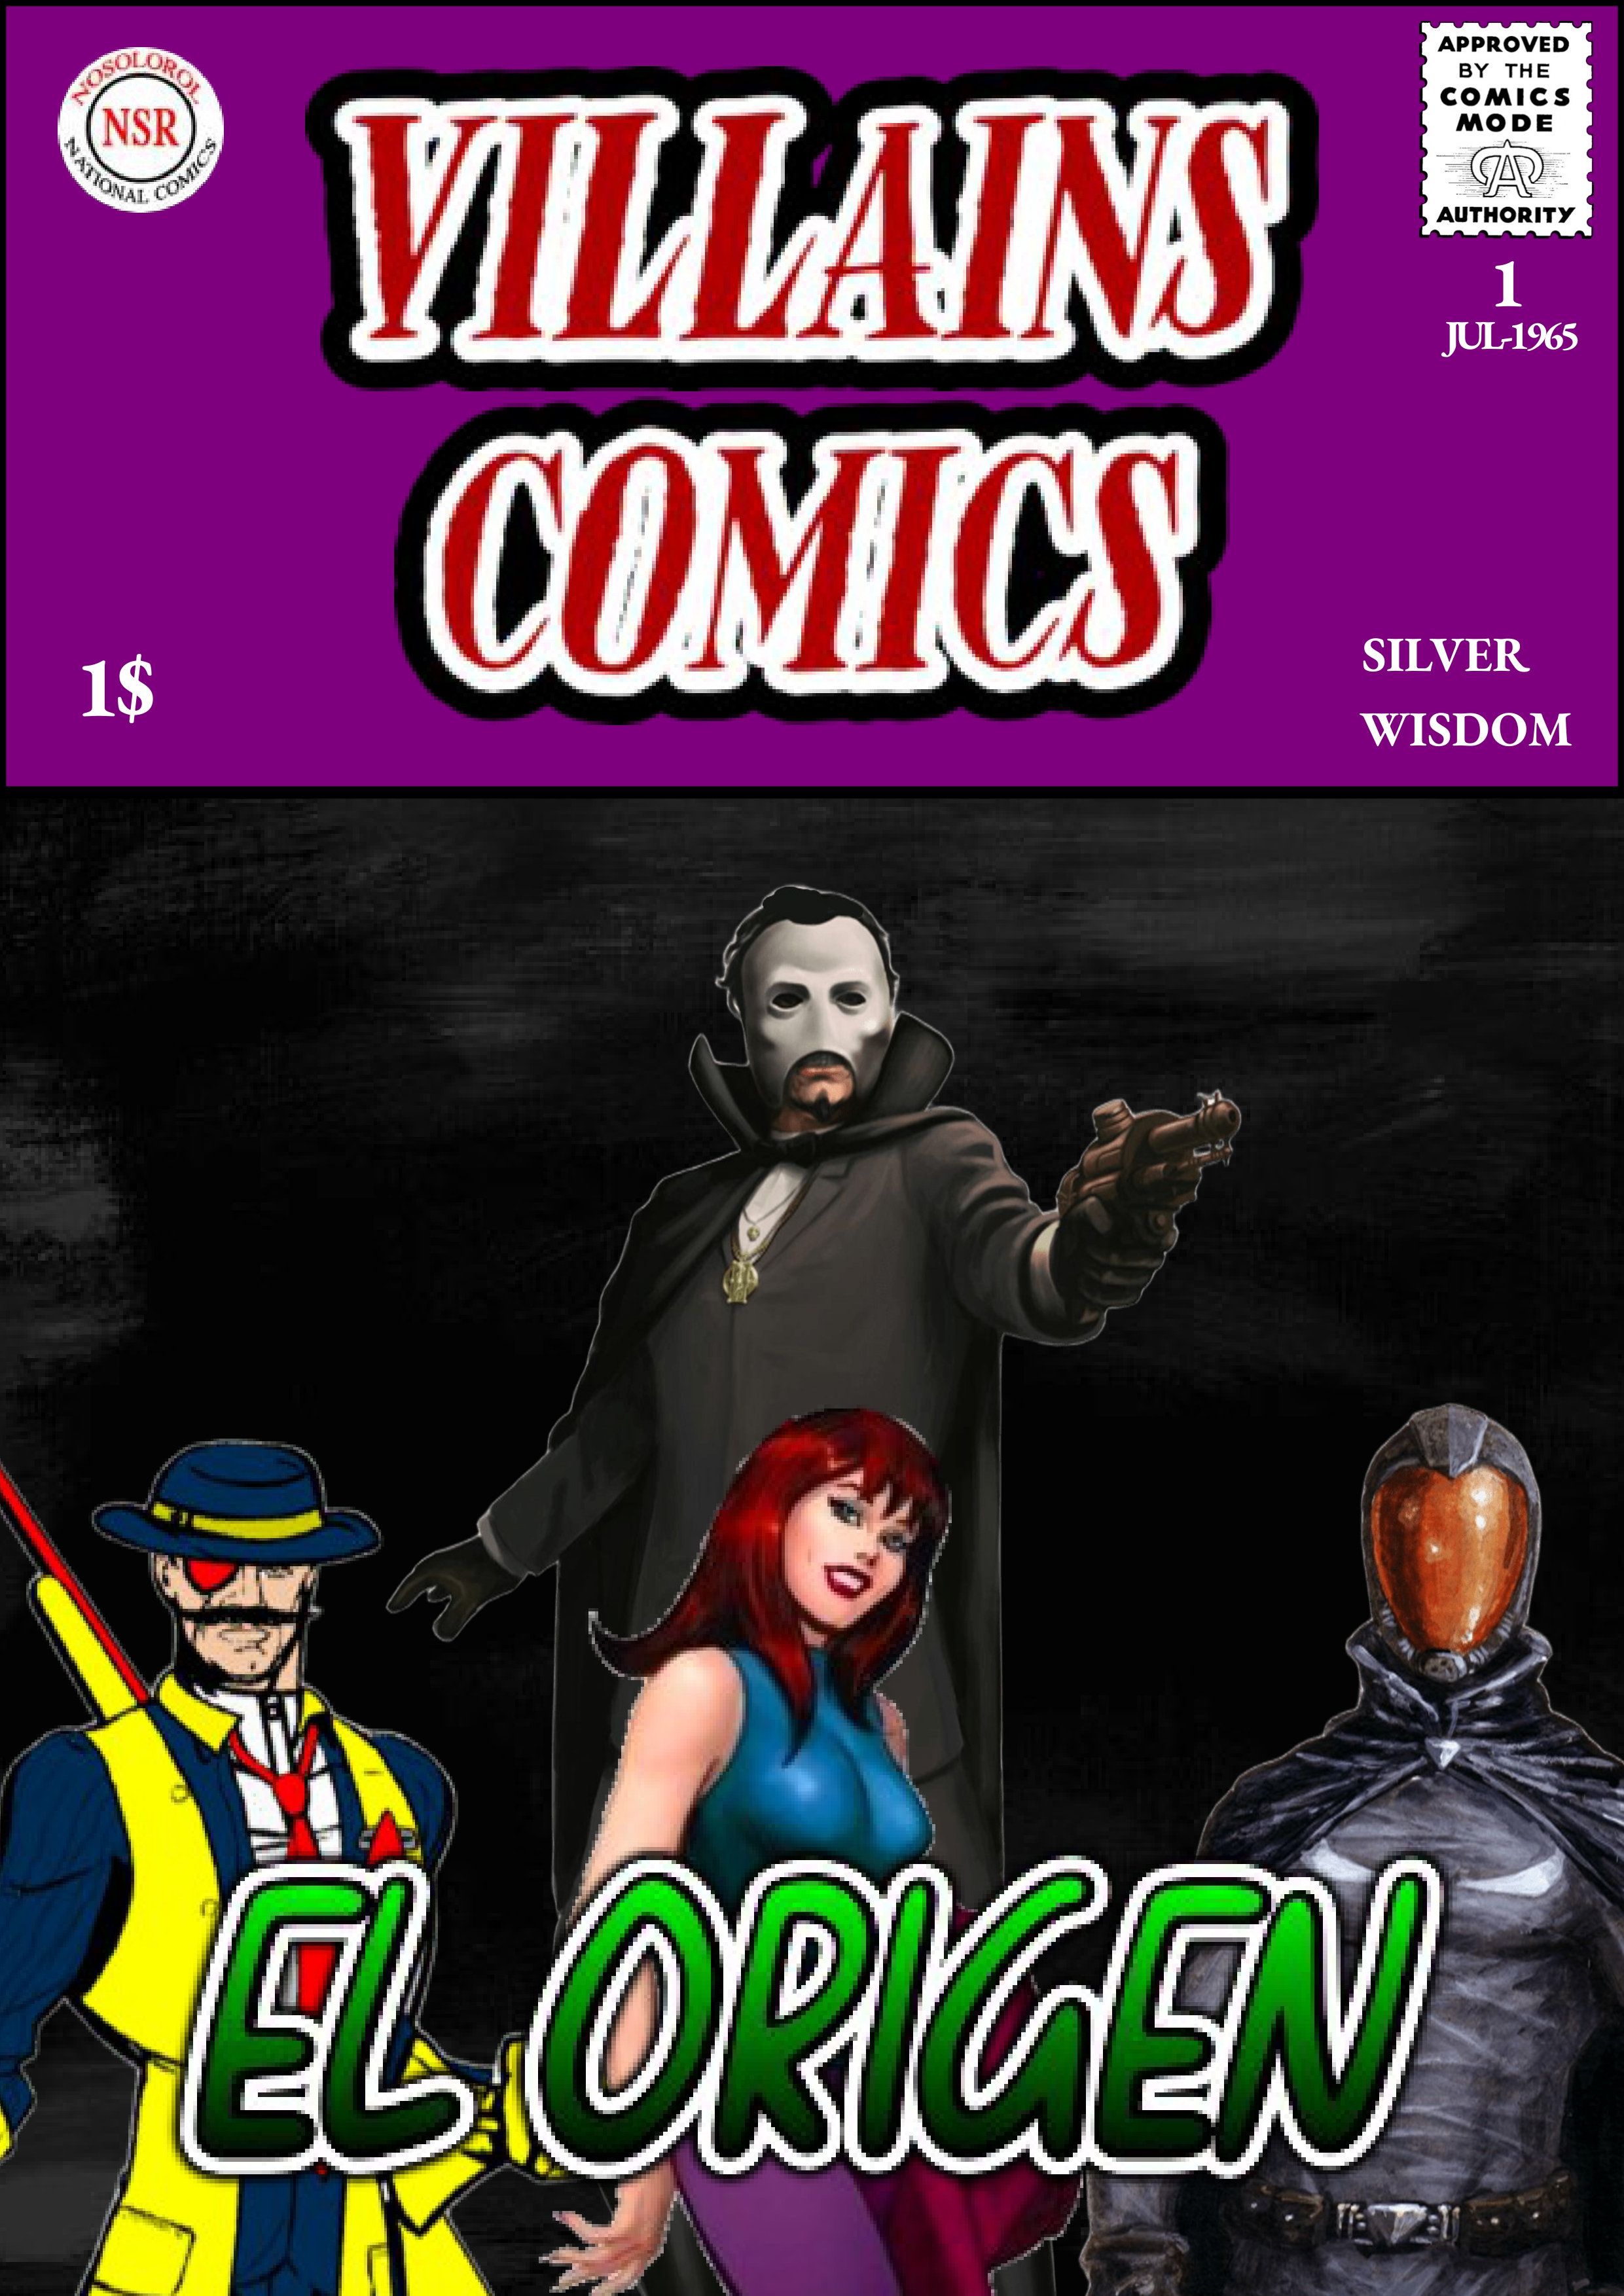 NOSOLOROL
NSR
NATIONAL COMICS
VILLAINS
COMICS
APPROVED
BY THE
COMICS
MODE
CA
AUTHORITY
1
JUL-1965
1$
SILVER
WISDOM
EL ORIGEN